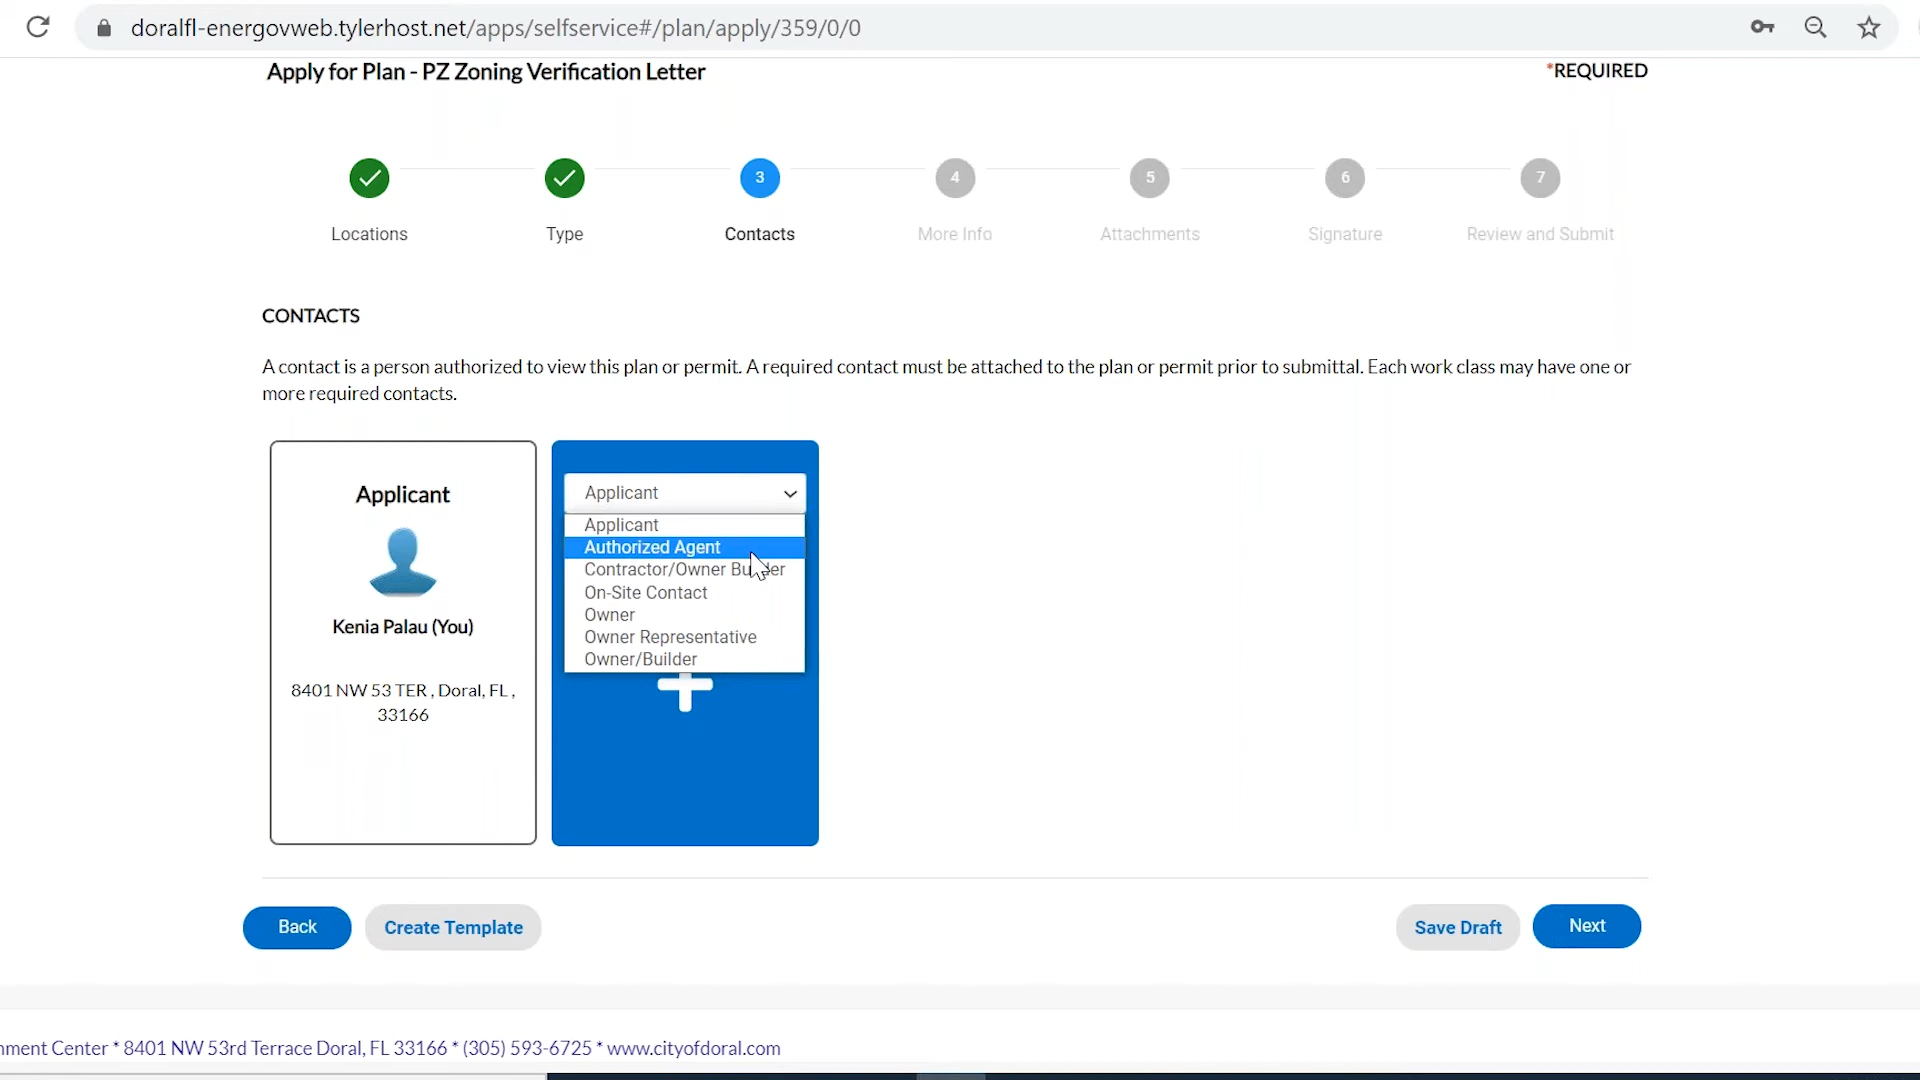 doralfl-energovweb.tylerhost.net/apps/selfservice#/plan/apply/359/0/0
Apply for Plan - PZ Zoning Verification Letter
*REQUIRED
3
4
5
6
7
Locations
Type
Contacts
More Info
Attachments
Signature
Review and Submit
CONTACTS
A contact is a person authorized to view this plan or permit. A required contact must be attached to the plan or permit prior to submittal. Each work class may have one or
more required contacts.
Applicant
Kenia Palau (You)
8401 NW 53 TER , Doral, FL ,
33166
Applicant
Applicant
Authorized Agent
Contractor/Owner Builder
On-Site Contact
Owner
Owner Representative
Owner/Builder
Back
Create Template
Save Draft
Next
nment Center * 8401 NW 53rd Terrace Doral, FL 33166 * (305) 593-6725 * www.cityofdoral.com